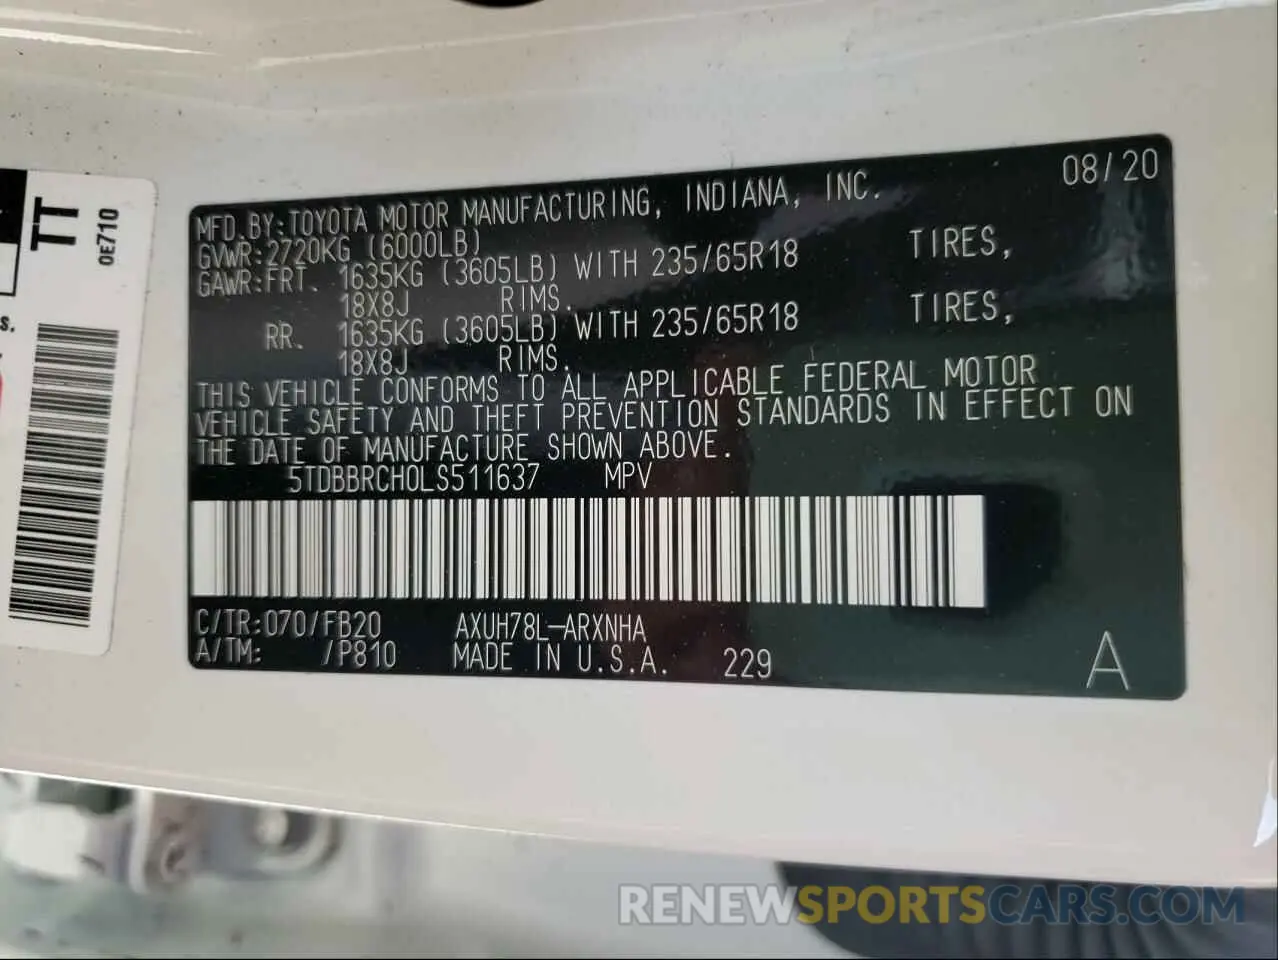 08/20
MFD.BY:TOYOTA MOTOR MANUFACTURING, INDIANA, INC.
GVWR:2720KG (6000LB)
GAWR:FRT. 1635KG (3605LB) WITH 235/65R18 TIRES,
18X8J RIMS.
RR. 1635KG (3605LB) WITH 235/65R18 TIRES,
18X8J RIMS.
THIS VEHICLE CONFORMS TO ALL APPLICABLE FEDERAL MOTOR
VEHICLE SAFETY AND THEFT PREVENTION STANDARDS IN EFFECT ON
THE DATE OF MANUFACTURE SHOWN ABOVE.
5TDBBRCH0LS511637 MPV
C/TR:070/FB20 AXUH78L-ARXNHA
A/TM: /P810 MADE IN U.S.A. 229
A
TT
0E710
s.
RENEWSPORTSCARS.COM